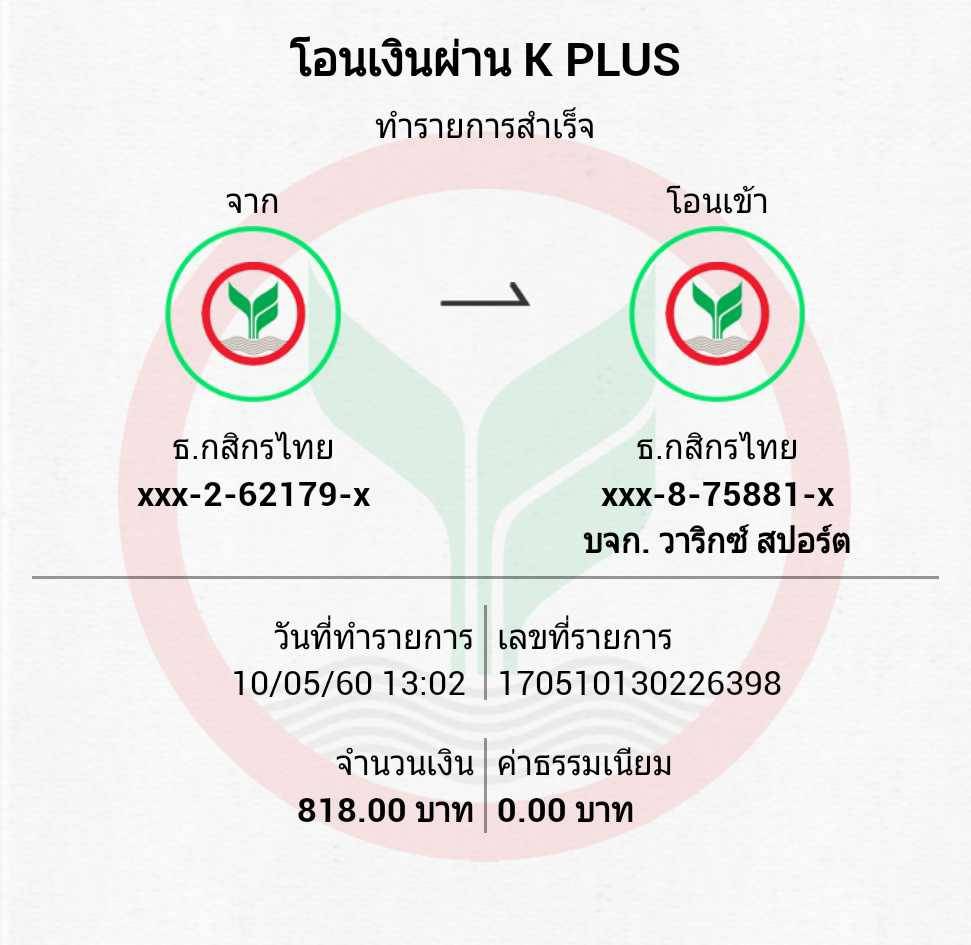 โอนเงินผ่าน K PLUS
ทำรายการสำเร็จ
จาก
โอนเข้า
ธ.กสิกรไทย
xxx-2-62179-x
ธ.กสิกรไทย
xxx-8-75881-x
บจก. วาริกซ์ สปอร์ต
วันที่ทำรายการ
10/05/60 13:02
เลขที่รายการ
170510130226398
จำนวนเงิน
818.00 บาท
ค่าธรรมเนียม
0.00 บาท